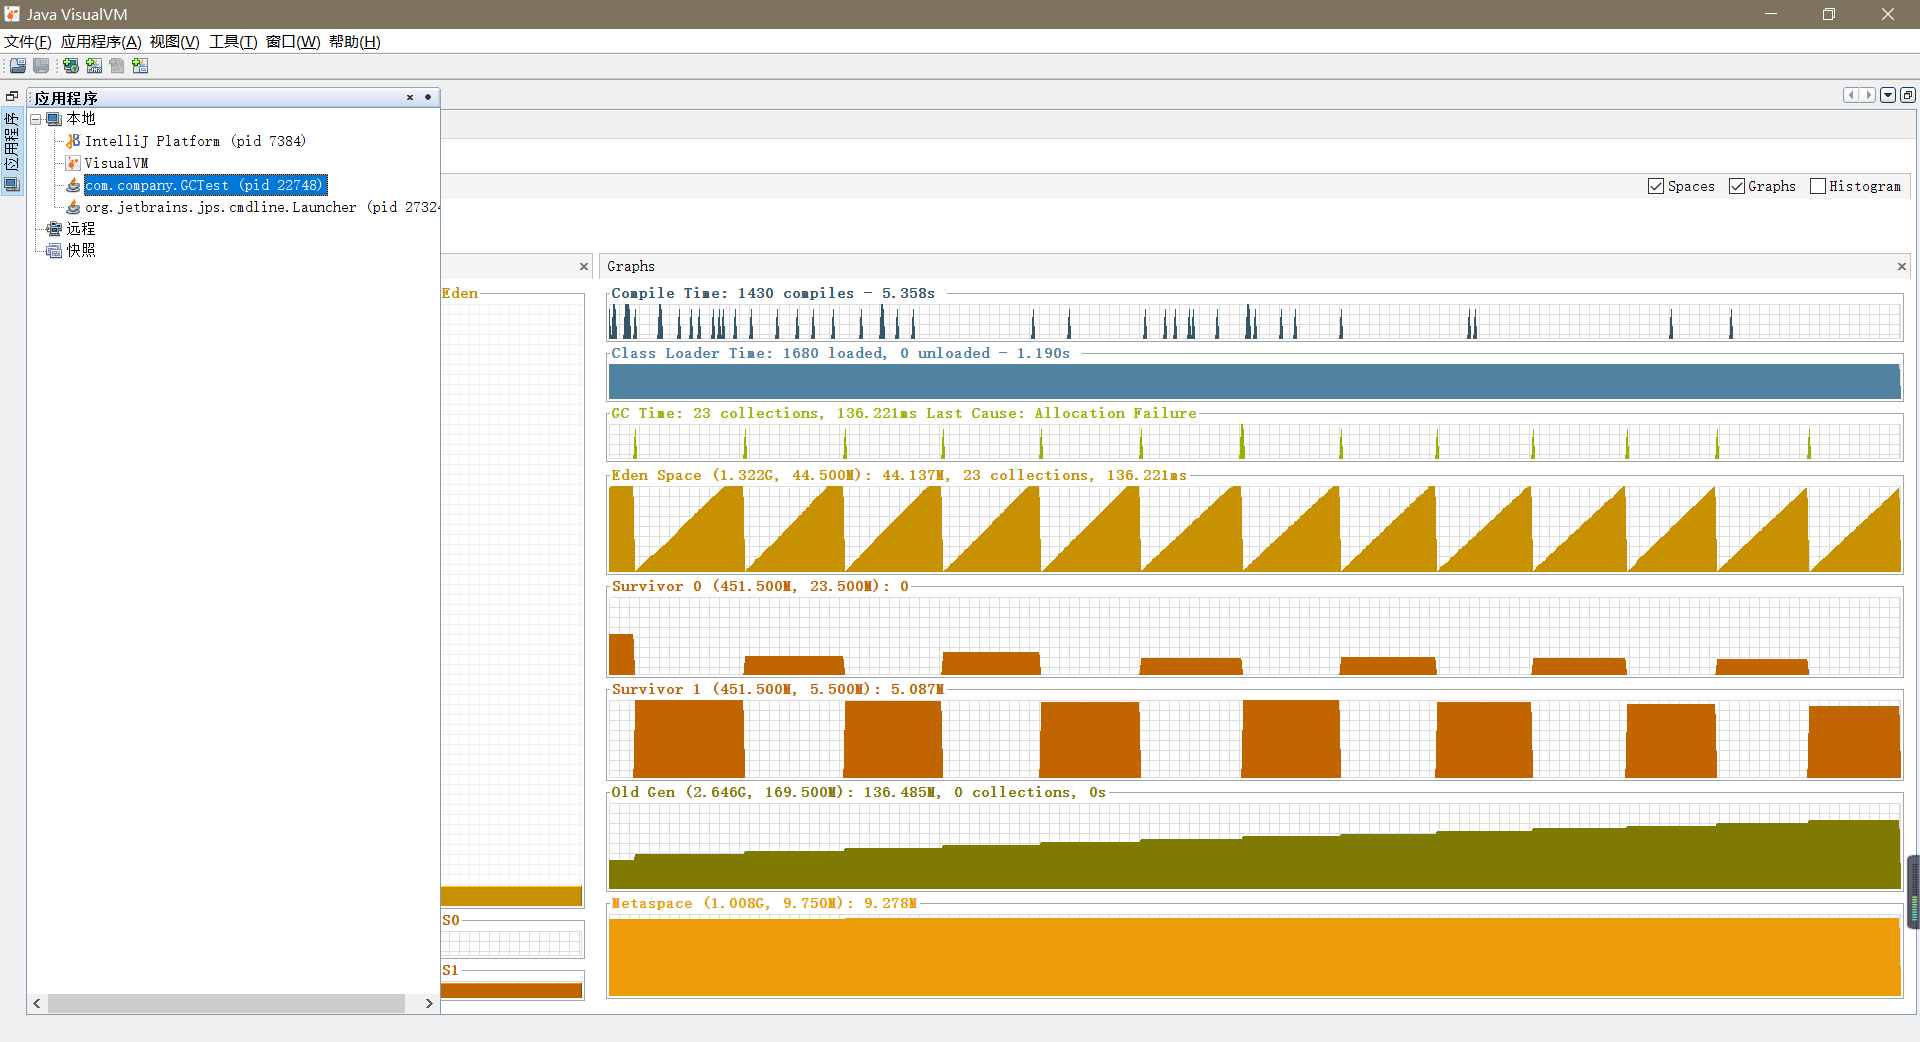 Java VisualVM
文件(F) 应用程序(A) 视图(V) 工具(T) 窗口(W) 帮助(H)
应用程序
应用程序
本地
IntelliJ Platform (pid 7384)
VisualVM
com.company.GCTest (pid 22748)
org.jetbrains.jps.cmdline.Launcher (pid 27324
远程
快照
Spaces Graphs Histogram
Graphs
Eden
S0
S1
Compile Time: 1430 compiles - 5.358s
Class Loader Time: 1680 loaded, 0 unloaded - 1.190s
GC Time: 23 collections, 136.221ms Last Cause: Allocation Failure
Eden Space (1.322G, 44.500M): 44.137M, 23 collections, 136.221ms
Survivor 0 (451.500M, 23.500M): 0
Survivor 1 (451.500M, 5.500M): 5.087M
Old Gen (2.646G, 169.500M): 136.485M, 0 collections, 0s
Metaspace (1.008G, 9.750M): 9.278M